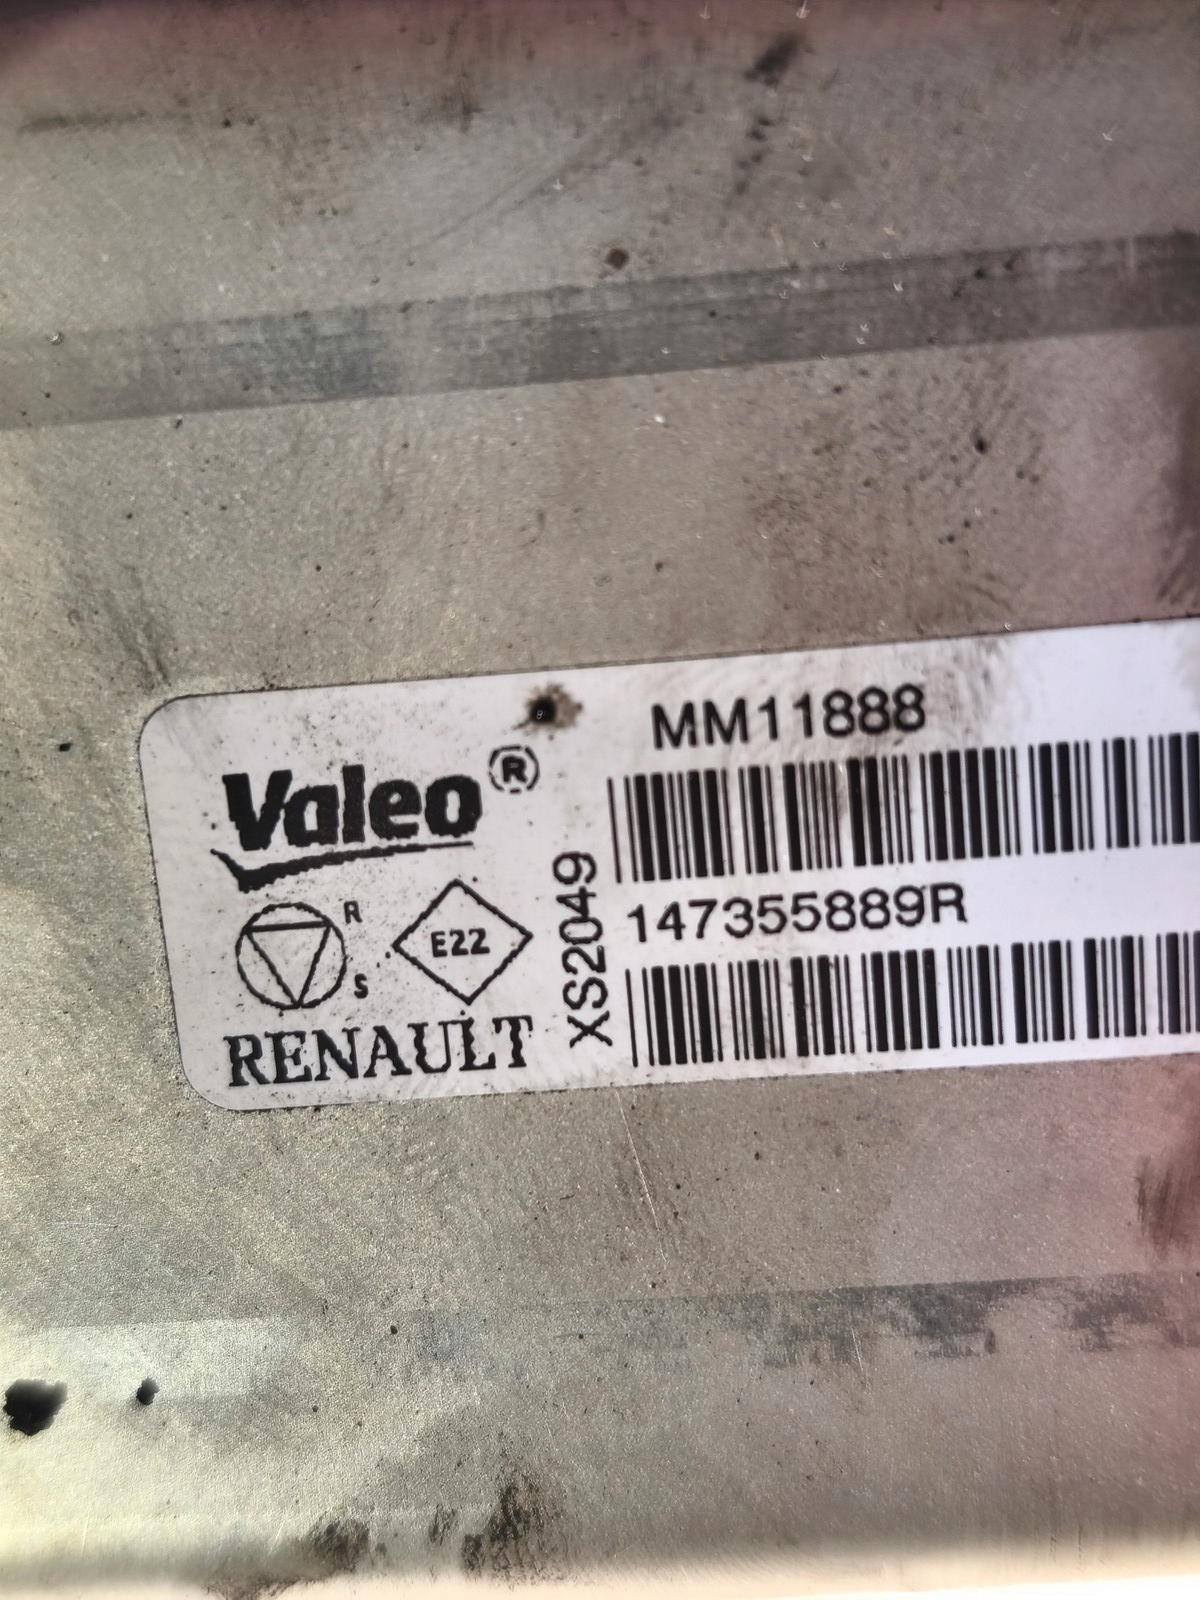 MM11888
Valeo®
XS2049
147355889R
R
E22
S
RENAULT